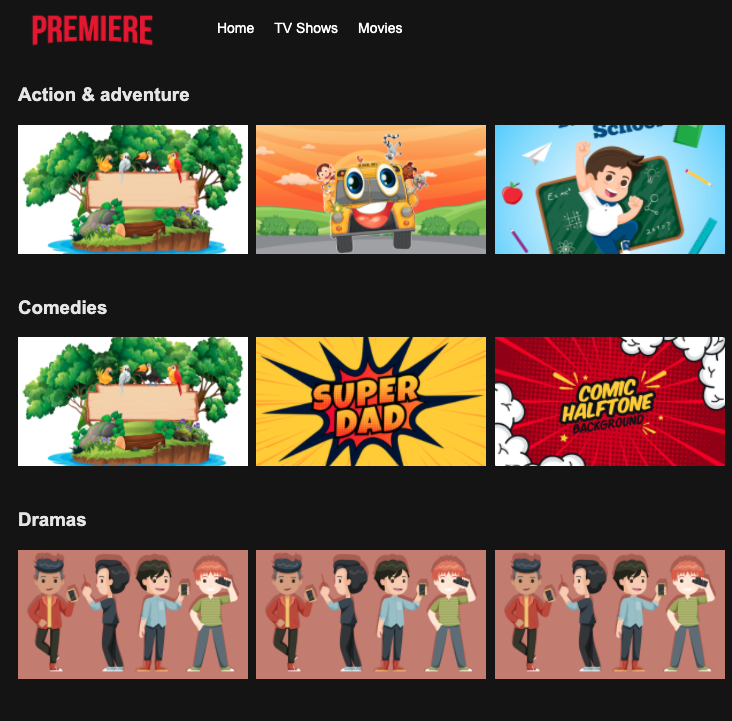 PREMIERE
Home TV Shows Movies
Action & adventure
School
Comedies
SUPER
DAD
COMIC
HALFTONE
BACKGROUND
Dramas